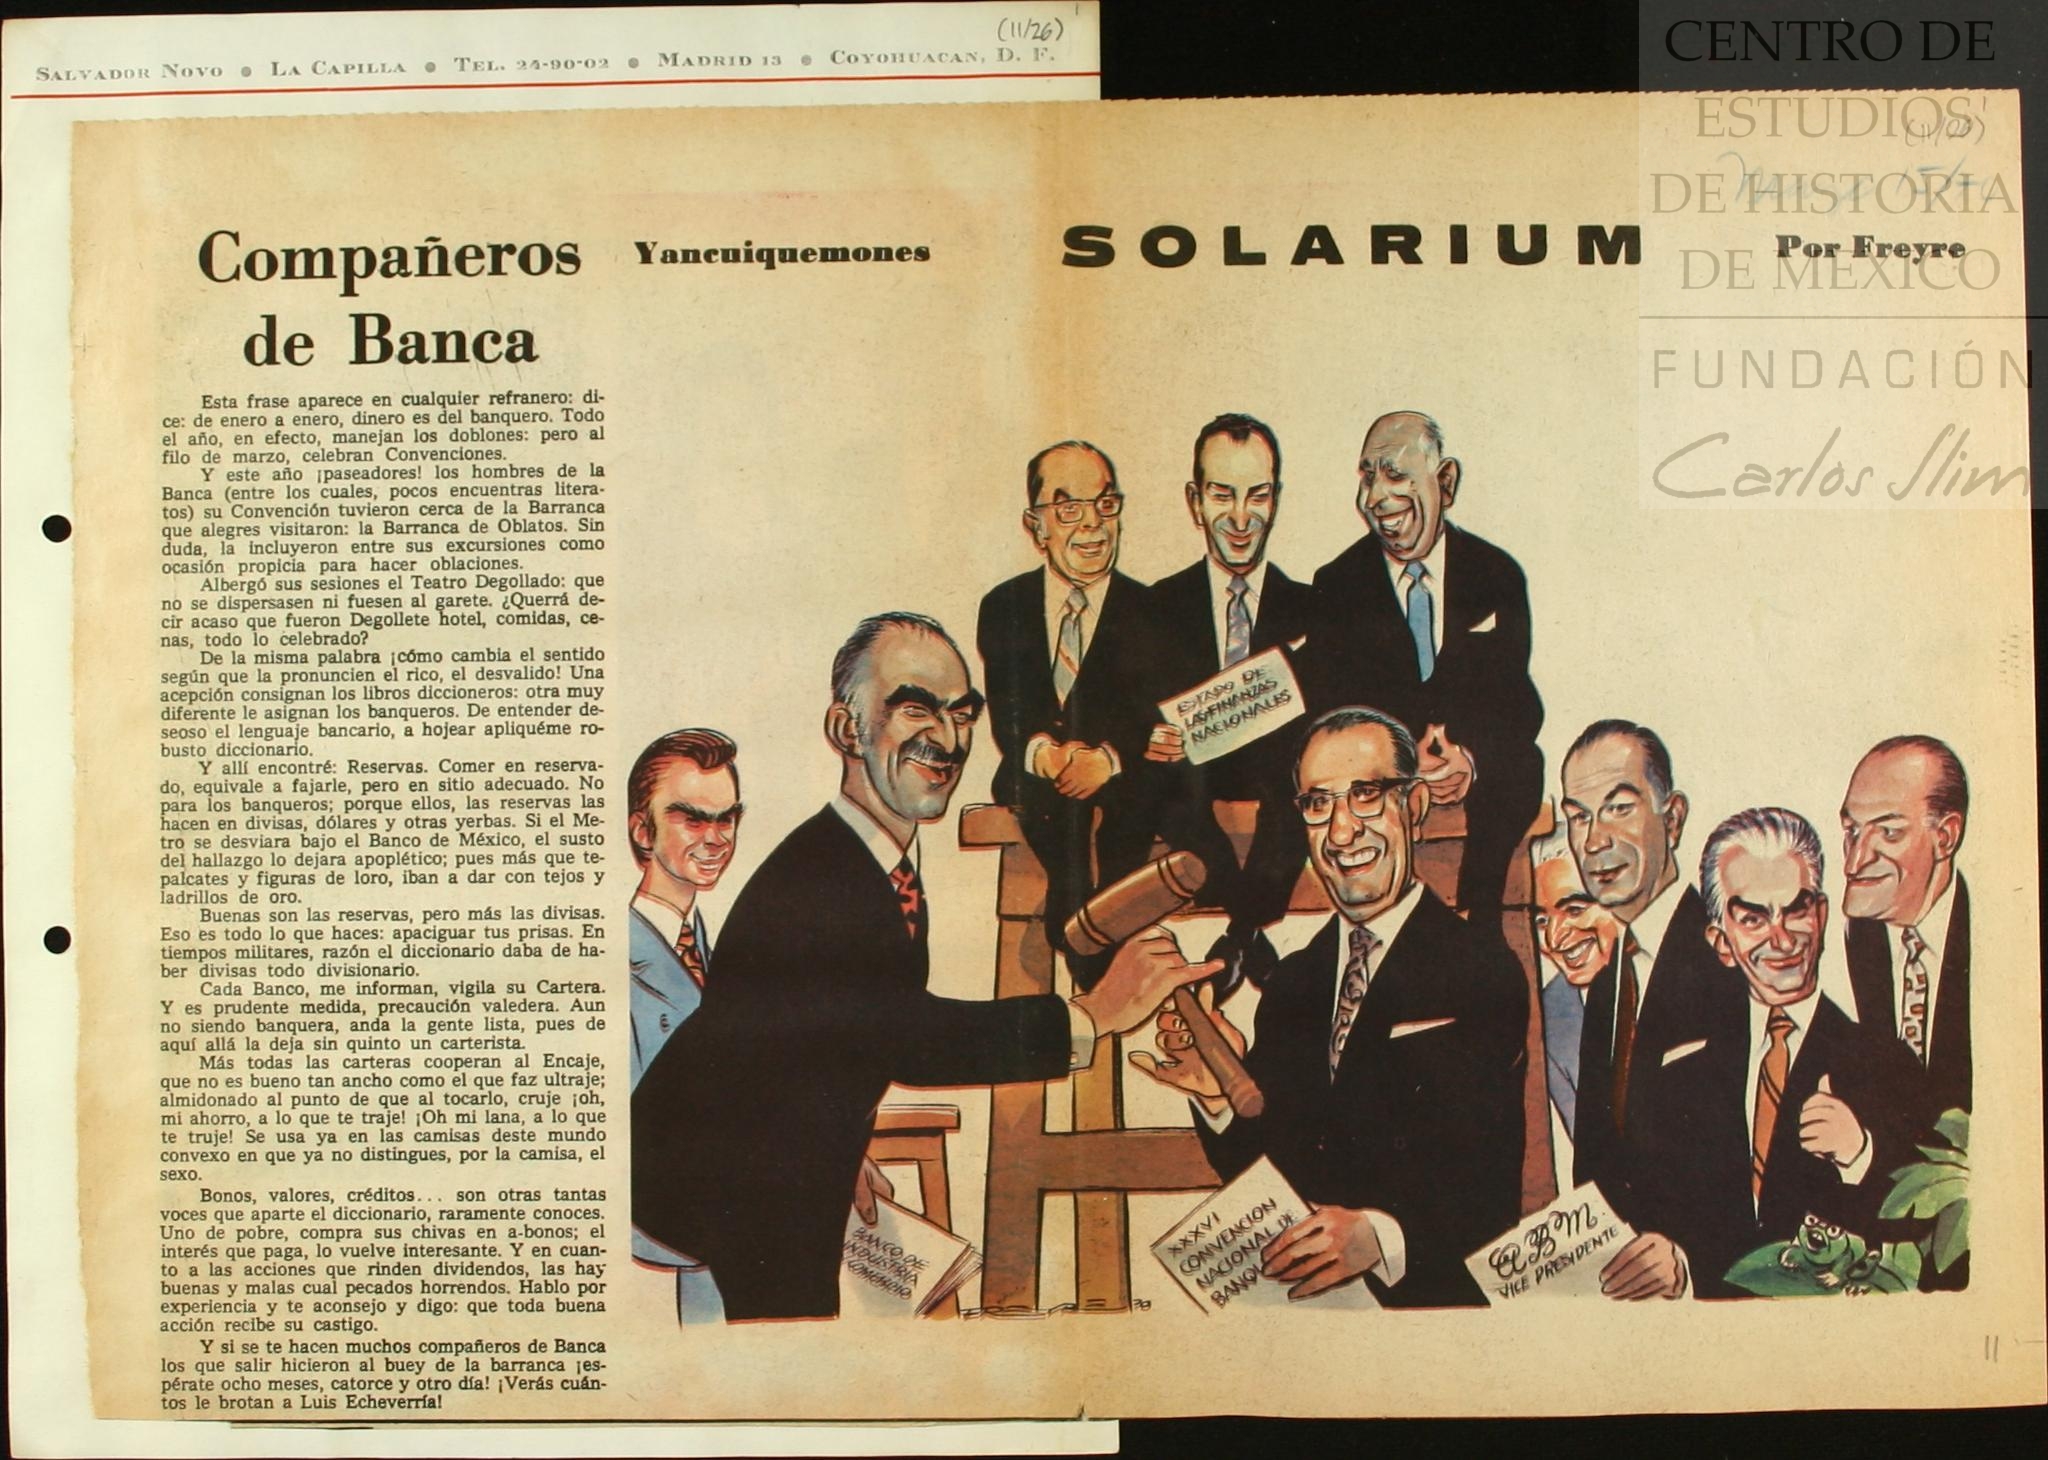 (11/26)
SALVADOR NOVO • LA CAPILLA • TEL. 24-90-02 • MADRID 13 • COYOHUACAN, D. F.
CENTRO DE
ESTUDIOS
DE HISTORIA
DE MÉXICO
FUNDACIÓN
Carlos Slim
(11/26)
Compañeros
de Banca
Yancuiquemones
SOLARIUM
Por Freyre
Esta frase aparece en cualquier refranero: di-
ce: de enero a enero, dinero es del banquero. Todo
el año, en efecto, manejan los doblones: pero al
filo de marzo, celebran Convenciones.
Y este año ¡paseadores! los hombres de la
Banca (entre los cuales, pocos encuentras litera-
tos) su Convención tuvieron cerca de la Barranca
que alegres visitaron: la Barranca de Oblatos. Sin
duda, la incluyeron entre sus excursiones como
ocasión propicia para hacer oblaciones.
Albergó sus sesiones el Teatro Degollado: que
no se dispersasen ni fuesen al garete. ¿Querrá de-
cir acaso que fueron Degollete hotel, comidas, ce-
nas, todo lo celebrado?
De la misma palabra ¡cómo cambia el sentido
según que la pronuncien el rico, el desvalido! Una
acepción consignan los libros diccioneros: otra muy
diferente le asignan los banqueros. De entender de-
seoso el lenguaje bancario, a hojear apliquéme ro-
busto diccionario.
Y allí encontré: Reservas. Comer en reserva-
do, equivale a fajarle, pero en sitio adecuado. No
para los banqueros; porque ellos, las reservas las
hacen en divisas, dólares y otras yerbas. Si el Me-
tro se desviara bajo el Banco de México, el susto
del hallazgo lo dejara apoplético; pues más que te-
palcates y figuras de loro, iban a dar con tejos y
ladrillos de oro.
Buenas son las reservas, pero más las divisas.
Eso es todo lo que haces: apaciguar tus prisas. En
tiempos militares, razón el diccionario daba de ha-
ber divisas todo divisionario.
Cada Banco, me informan, vigila su Cartera.
Y es prudente medida, precaución valedera. Aun
no siendo banquera, anda la gente lista, pues de
aquí allá la deja sin quinto un carterista.
Más todas las carteras cooperan al Encaje,
que no es bueno tan ancho como el que faz ultraje;
almidonado al punto de que al tocarlo, cruje ¡oh,
mi ahorro, a lo que te traje! ¡Oh mi lana, a lo que
te truje! Se usa ya en las camisas deste mundo
convexo en que ya no distingues, por la camisa, el
sexo.
Bonos, valores, créditos... son otras tantas
voces que aparte el diccionario, raramente conoces.
Uno de pobre, compra sus chivas en a-bonos; el
interés que paga, lo vuelve interesante. Y en cuan-
to a las acciones que rinden dividendos, las hay
buenas y malas cual pecados horrendos. Hablo por
experiencia y te aconsejo y digo: que toda buena
acción recibe su castigo.
Y si se te hacen muchos compañeros de Banca
los que salir hicieron al buey de la barranca ¡es-
pérate ocho meses, catorce y otro día! ¡Verás cuán-
tos le brotan a Luis Echeverría!
ESTADO DE
LAS FINANZAS
NACIONALES
BANCO DE
INDUSTRIA
COMERCIO
XXXVI
CONVENCION
NACIONAL DE
BANQU
ABM
VICE PRESIDENTE
11